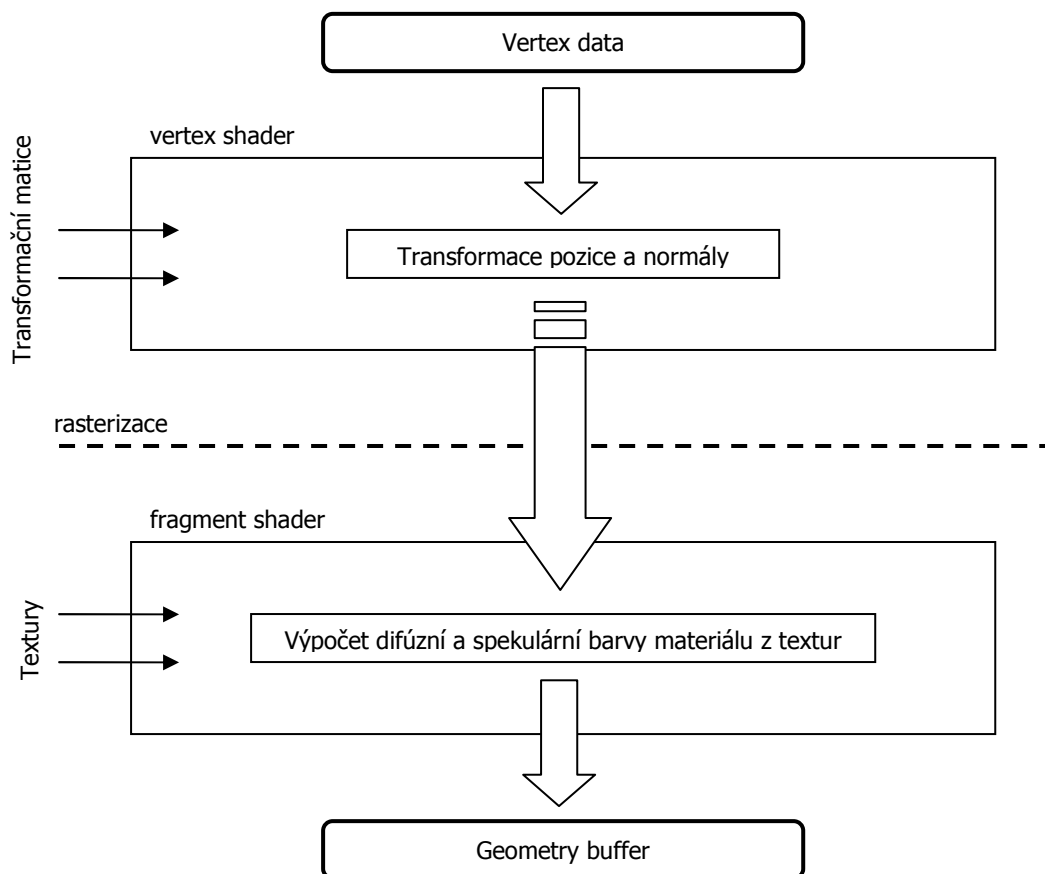 Vertex data
vertex shader
Transformační matice
Transformace pozice a normály
rasterizace
fragment shader
Textury
Výpočet difúzní a spekulární barvy materiálu z textur
Geometry buffer